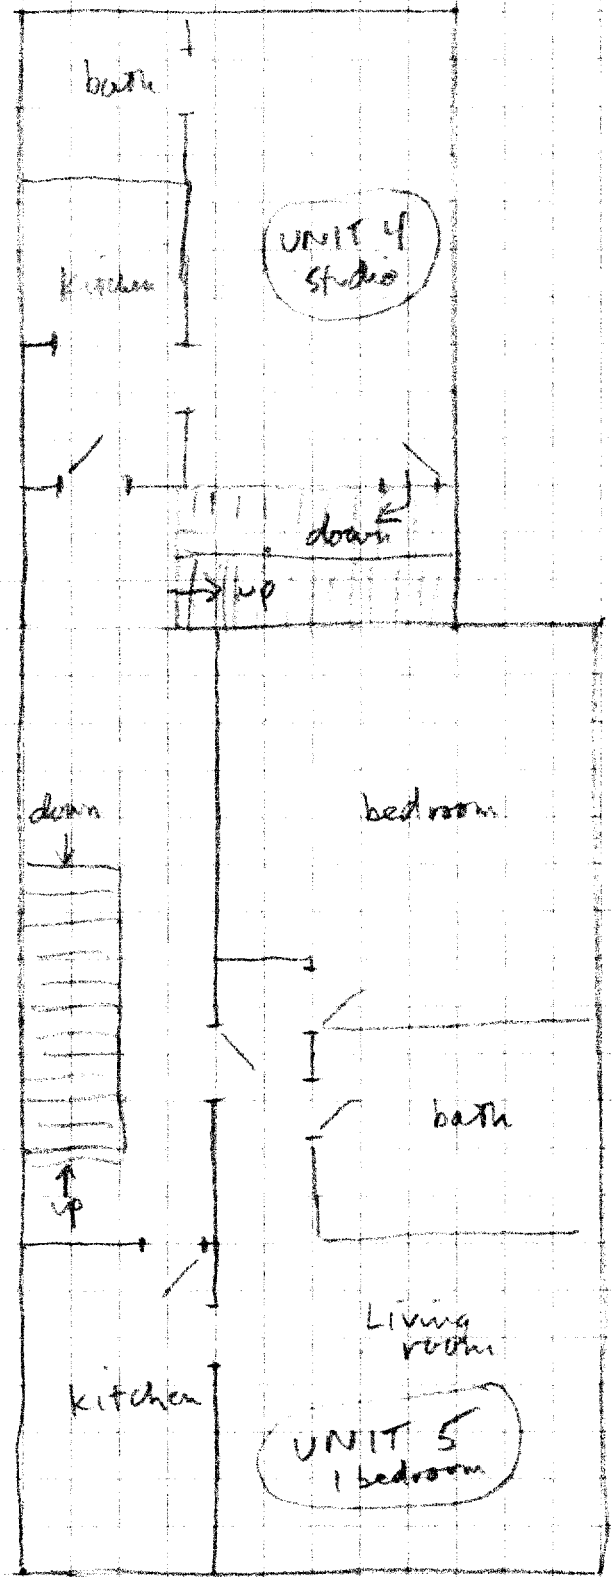 bath
UNIT 4
studio
kitchen
down
up
down
bedroom
bath
up
Living
room
kitchen
UNIT 5
1 bedroom